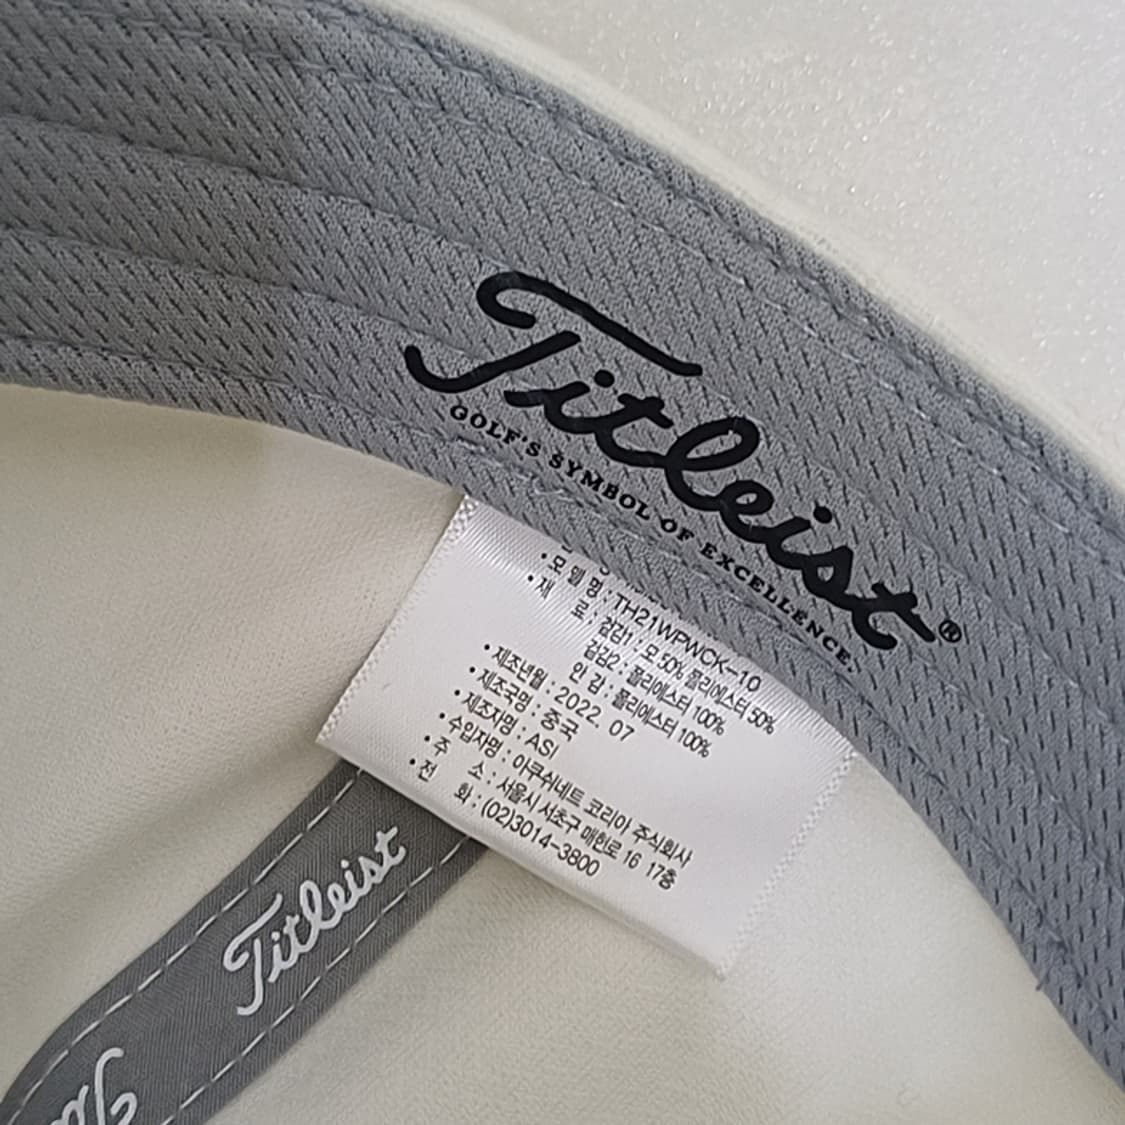 Titleist®
GOLF'S SYMBOL OF EXCELLENCE.
• 모 델 명 : TH21WPWCK-10
• 재 료 : 겉감1 : 모 50% 폴리에스터 50%
겉감2 : 폴리에스터 100%
안 감 : 폴리에스터 100%
• 제조년월 : 2022. 07
• 제조국명 : 중국
• 제조자명 : ASI
• 수입자명 : 아쿠쉬네트 코리아 주식회사
• 주 소 : 서울시 서초구 매헌로 16 17층
• 전 화 : (02)3014-3800
Titleist